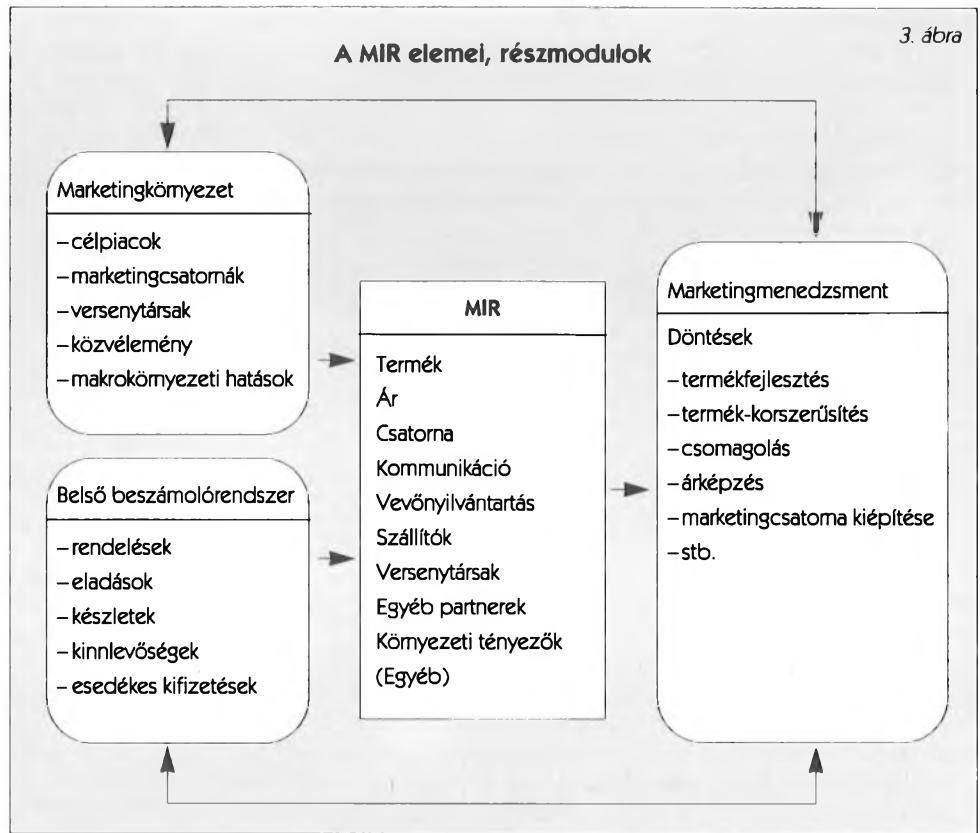 3. ábra
A MIR elemei, részmodulok
Marketingkörnyezet
–célpiacok
–marketingcsatornák
–versenytársak
–közvélemény
–makrokörnyezeti hatások
Belső beszámolórendszer
–rendelések
–eladások
–készletek
–kinnlevőségek
–esedékes kifizetések
MIR
Termék
Ár
Csatorna
Kommunikáció
Vevőnyilvántartás
Szállítók
Versenytársak
Egyéb partnerek
Környezeti tényezők
(Egyéb)
Marketingmenedzsment
Döntések
–termékfejlesztés
–termék-korszerűsítés
–csomagolás
–árképzés
–marketingcsatorna kiépítése
–stb.